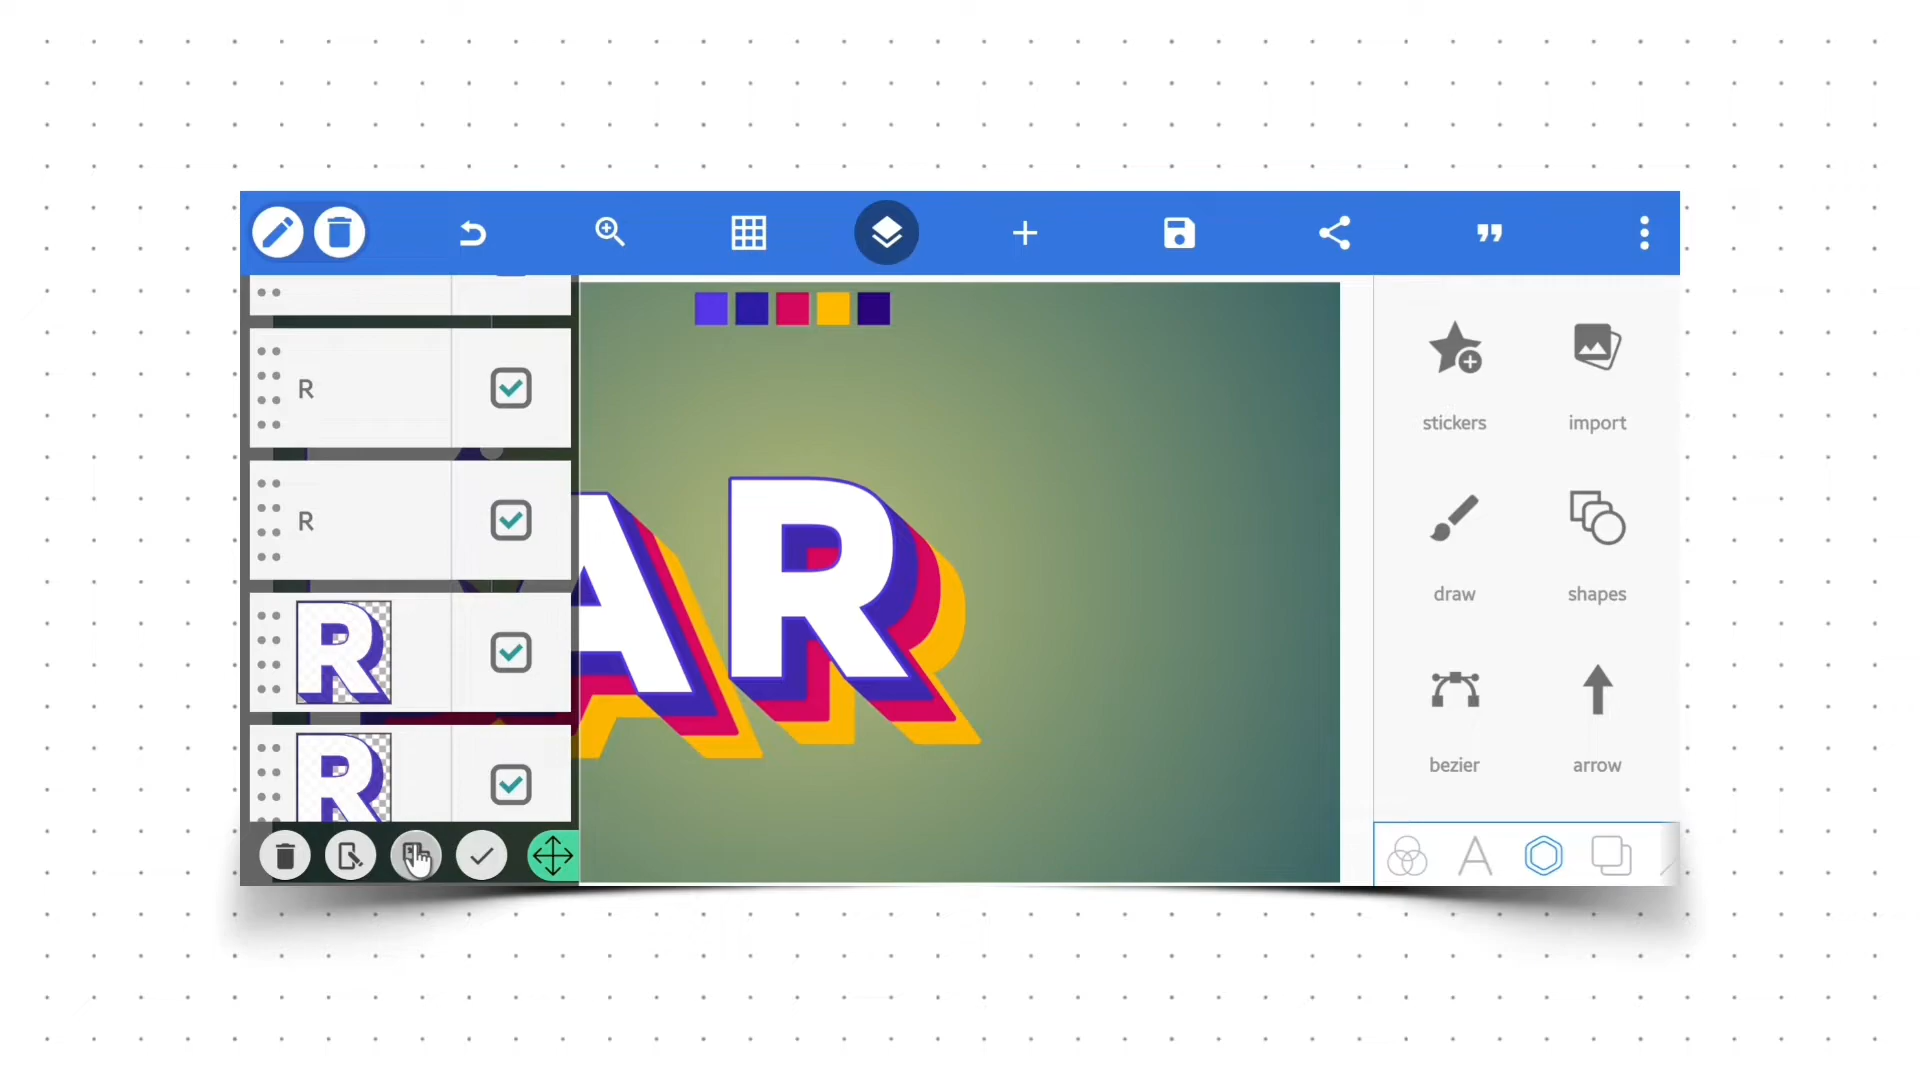 R
R
R
R
AR
stickers
import
draw
shapes
bezier
arrow
A